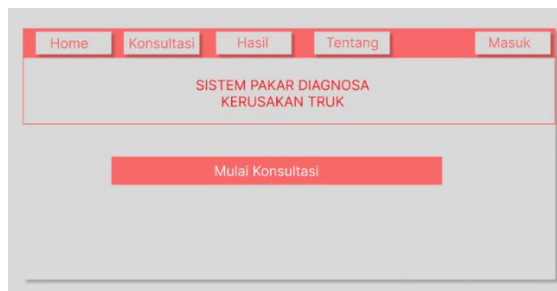 Home Konsultasi Hasil Tentang Masuk
SISTEM PAKAR DIAGNOSA
KERUSAKAN TRUK
Mulai Konsultasi